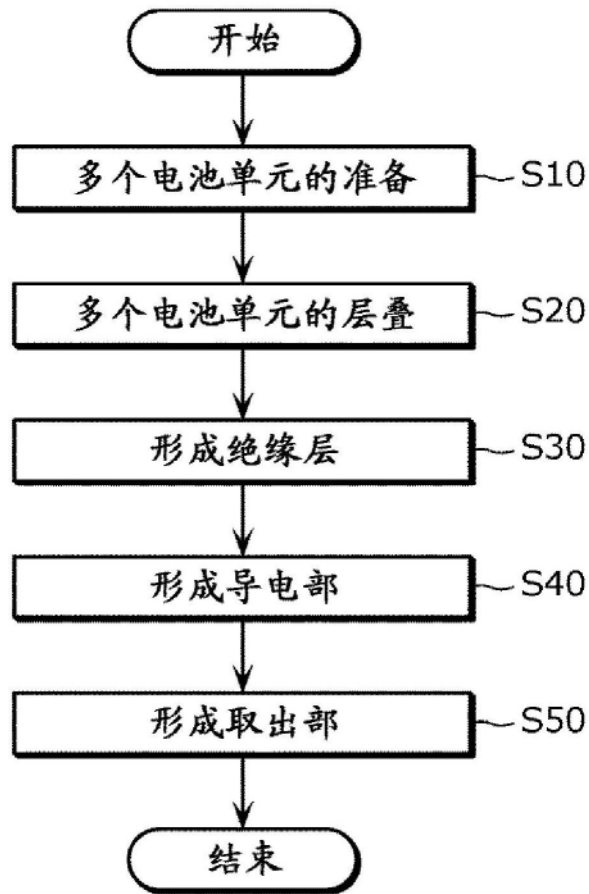 开始
多个电池单元的准备 S10
多个电池单元的层叠 S20
形成绝缘层 S30
形成导电部 S40
形成取出部 S50
结束